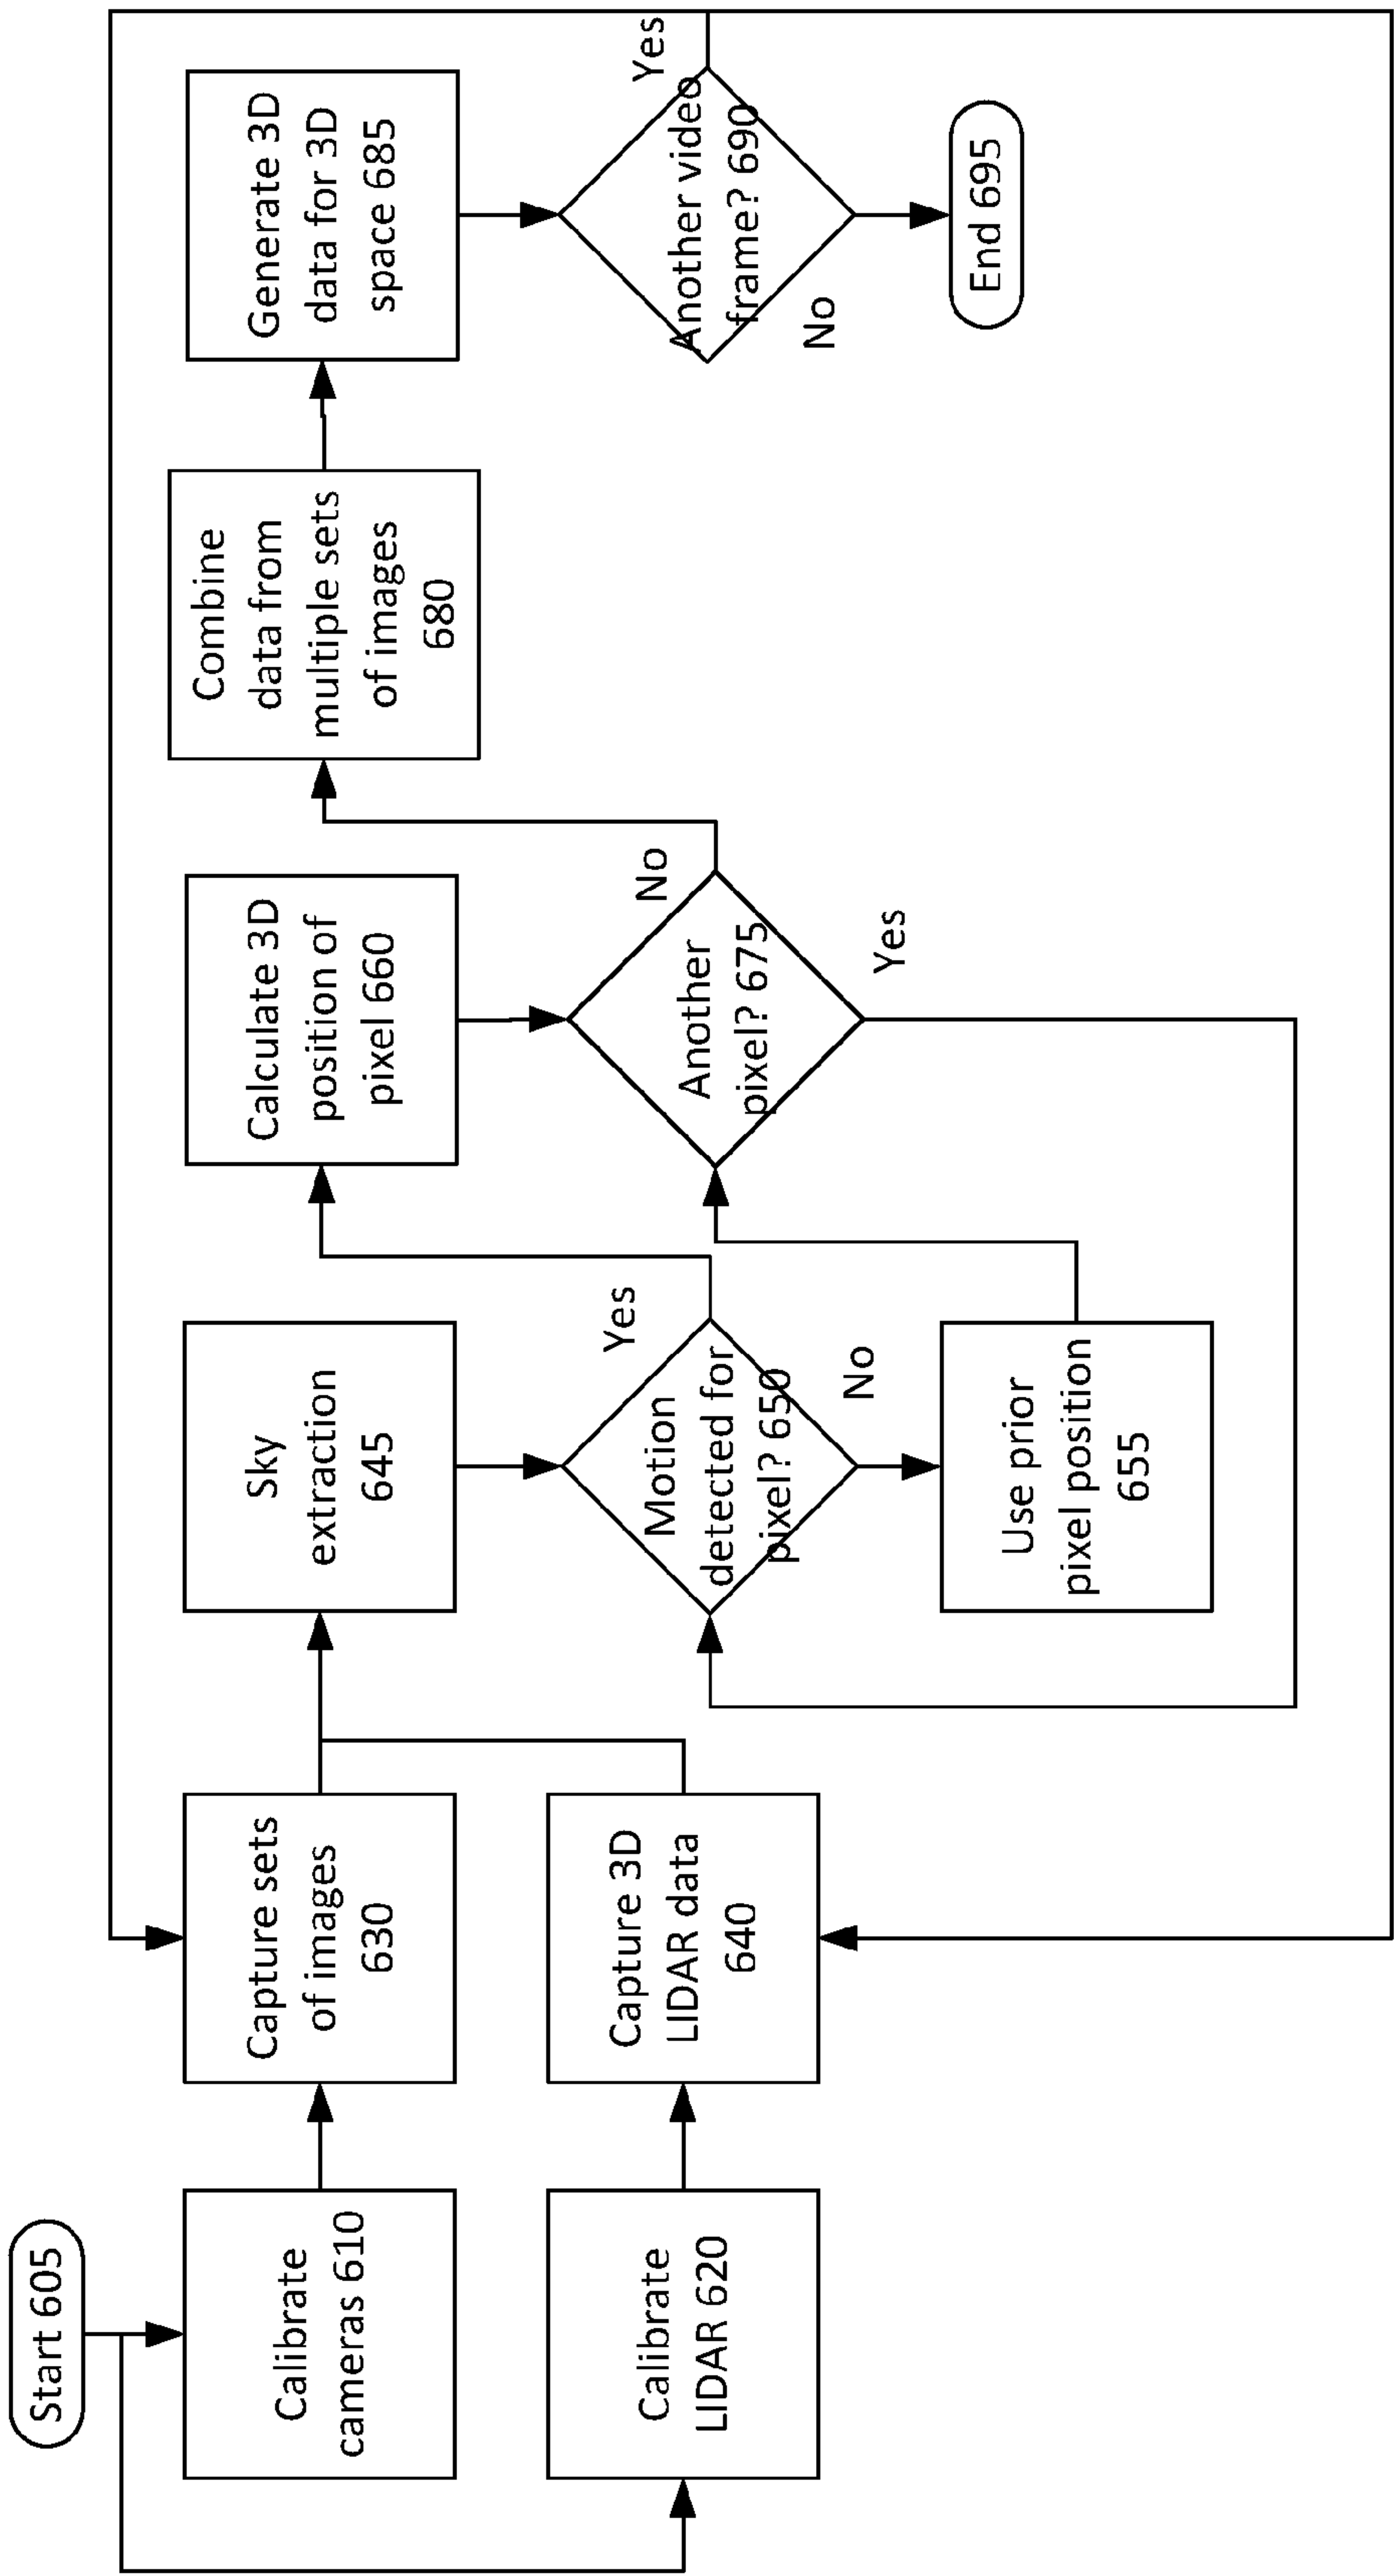 Start 605
Calibrate
cameras 610
Calibrate
LIDAR 620
Capture sets
of images
630
Capture 3D
LIDAR data
640
Sky
extraction
645
Motion
detected for
pixel? 650
Yes
No
Use prior
pixel position
655
Calculate 3D
position of
pixel 660
Another
pixel? 675
No
Yes
Combine
data from
multiple sets
of images
680
Generate 3D
data for 3D
space 685
Another video
frame? 690
Yes
No
End 695